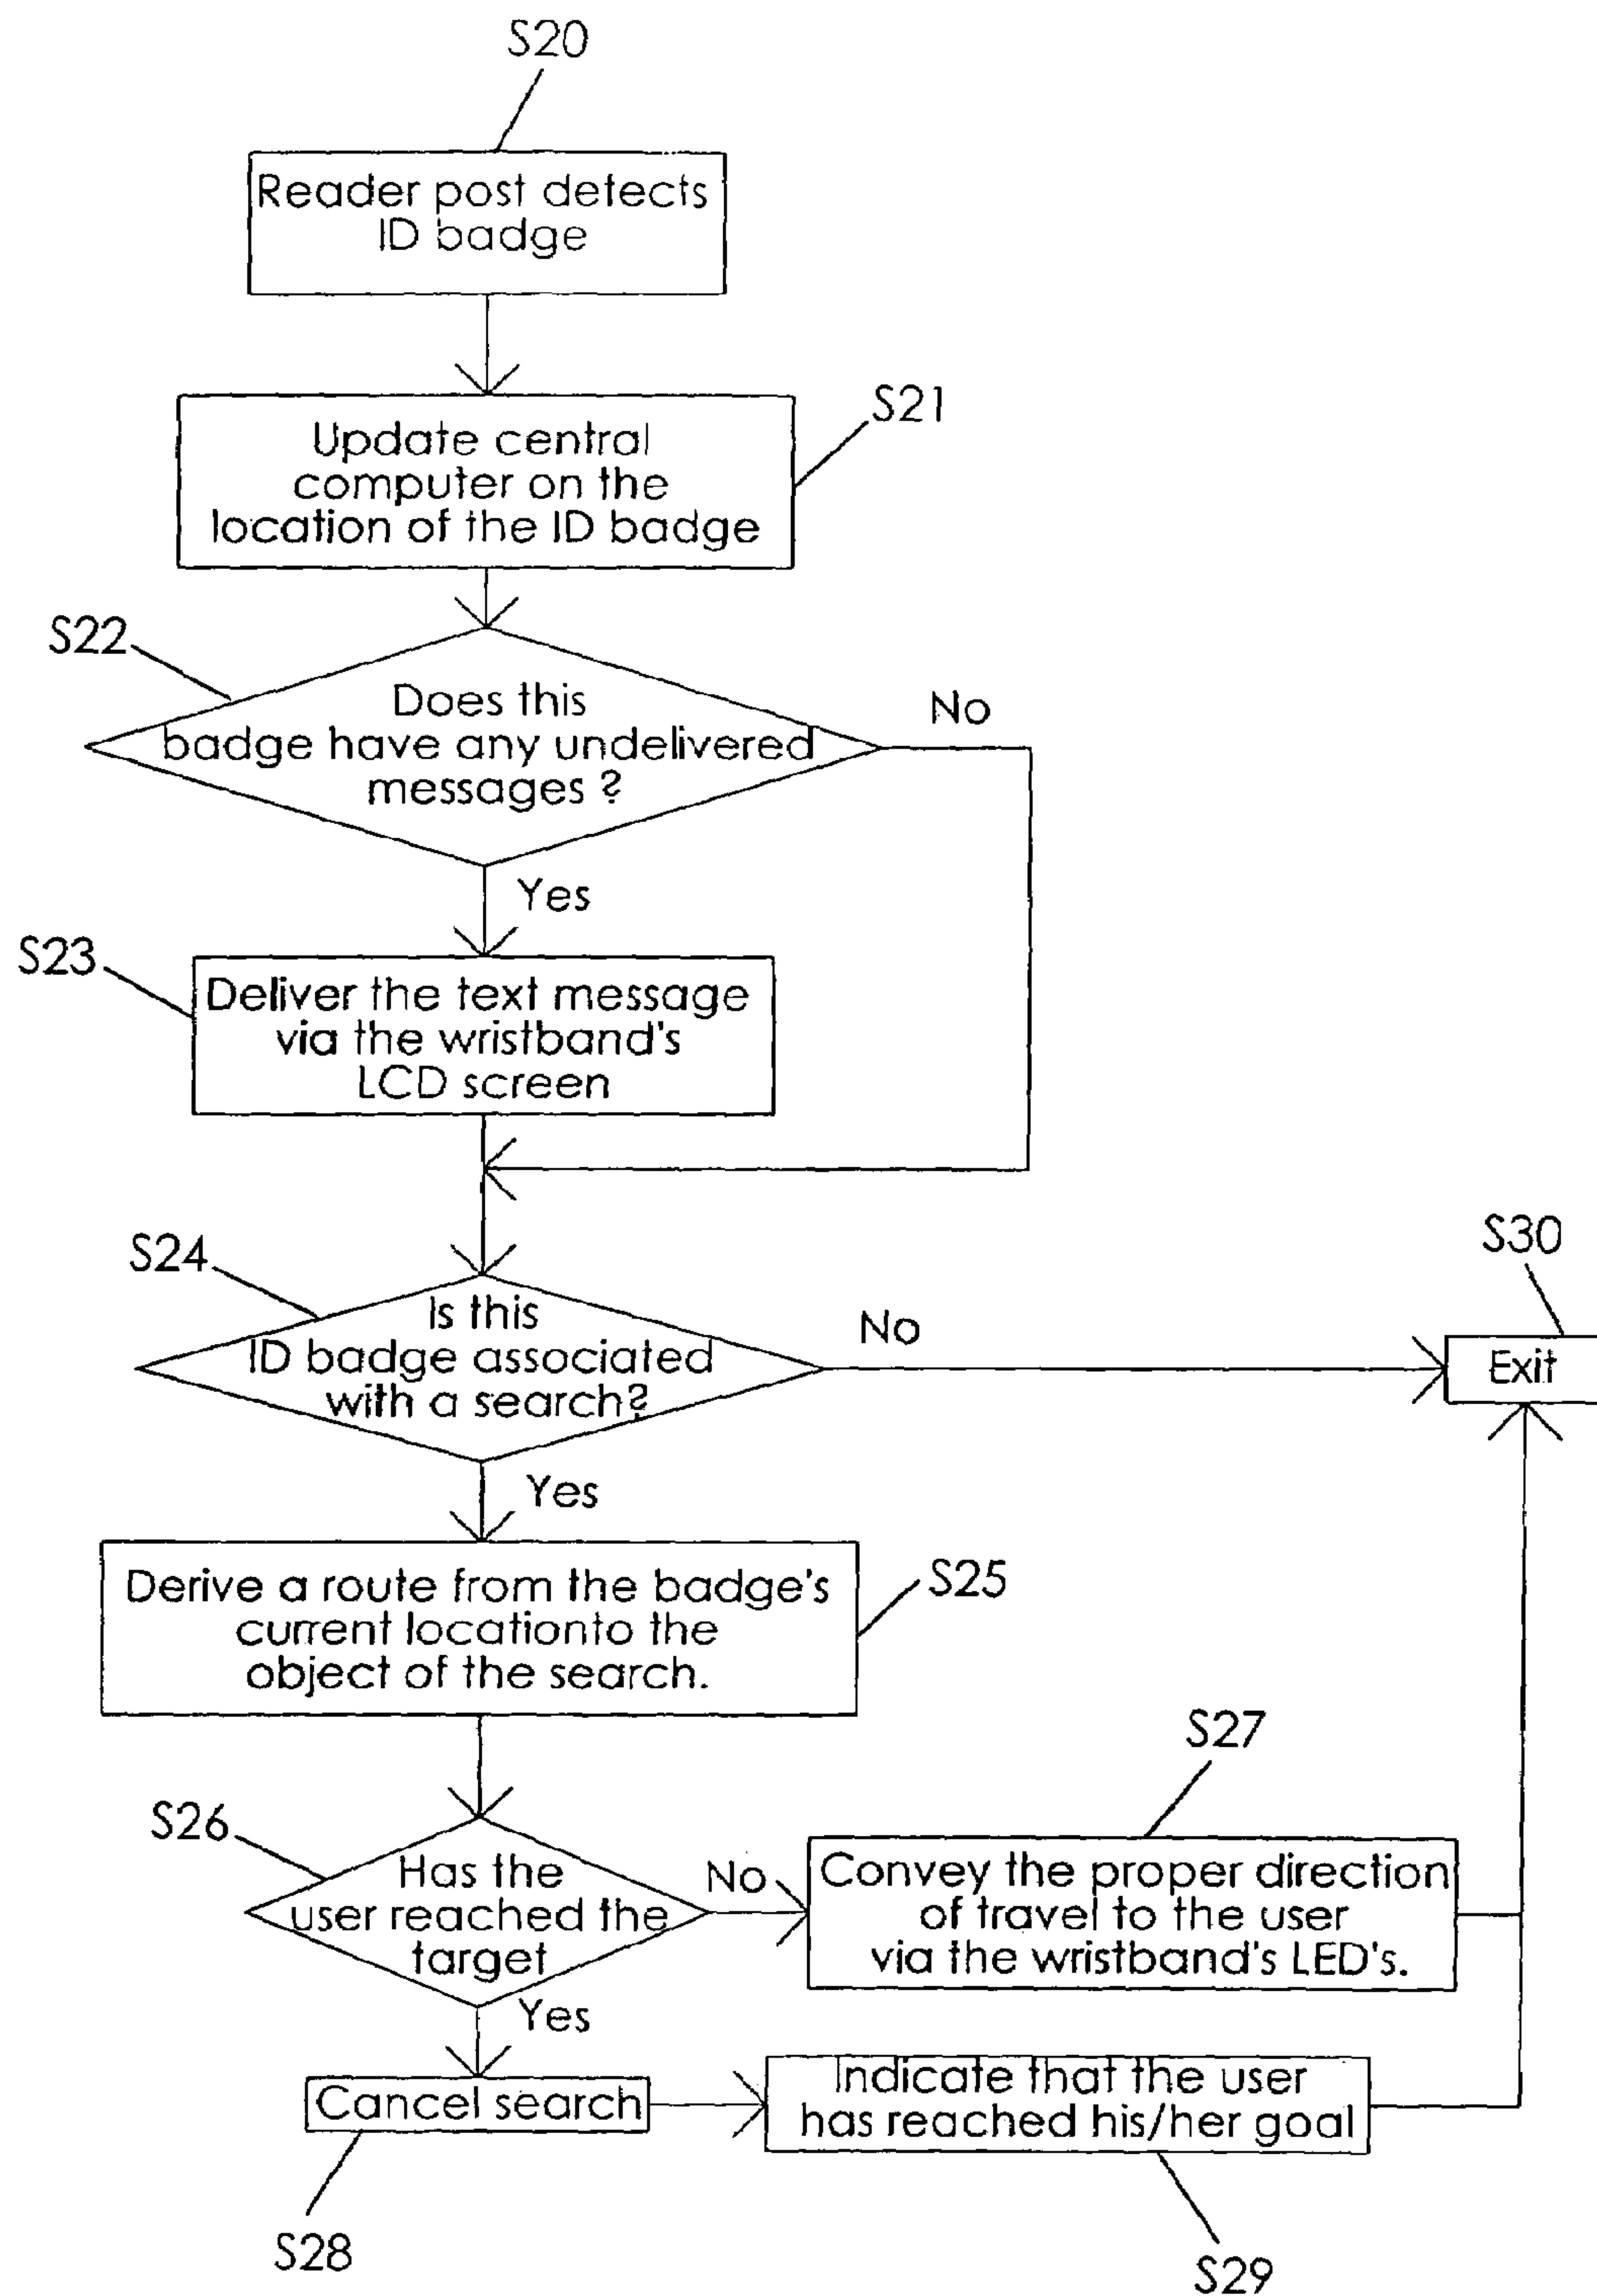 S20
Reader post detects
ID badge
S21
Update central
computer on the
location of the ID badge
S22
Does this
badge have any undelivered
messages ?
No
Yes
S23
Deliver the text message
via the wristband's
LCD screen
S24
Is this
ID badge associated
with a search?
No
S30
Exit
Yes
Derive a route from the badge's
current locationto the
object of the search.
S25
S26
Has the
user reached the
target
No
S27
Convey the proper direction
of travel to the user
via the wristband's LED's.
Yes
Cancel search
Indicate that the user
has reached his/her goal
S28
S29